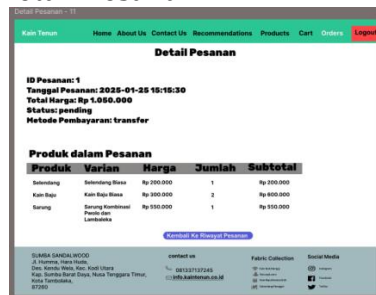 Detail Pesanan - 11
Kain Tenun Home About Us Contact Us Recommendations Products Cart Orders Logout
Detail Pesanan
ID Pesanan: 1
Tanggal Pesanan: 2025-01-25 15:15:30
Total Harga: Rp 1.050.000
Status: pending
Metode Pembayaran: transfer
Produk dalam Pesanan
Produk Varian Harga Jumlah Subtotal
Selendang Selendang Biasa Rp 200.000 1 Rp 200.000
Kain Baju Kain Baju Biasa Rp 300.000 2 Rp 600.000
Sarung Sarung Kombinasi Rp 550.000 1 Rp 550.000
Pwolo dan
Lambaleko
Kembali Ke Riwayat Pesanan
SUMBA SANDALWOOD
Jl. Humma, Hara Huda,
Des, Kendu Wela, Kec. Kodi Utara
Kap, Sumba Barat Daya, Nusa Tenggara Timur,
Kota Tambolaka,
87260
contact us
081237137245
info.kaintenun.co.id
Fabric Collection
Social Media
Instagram
Facebook
Twitter